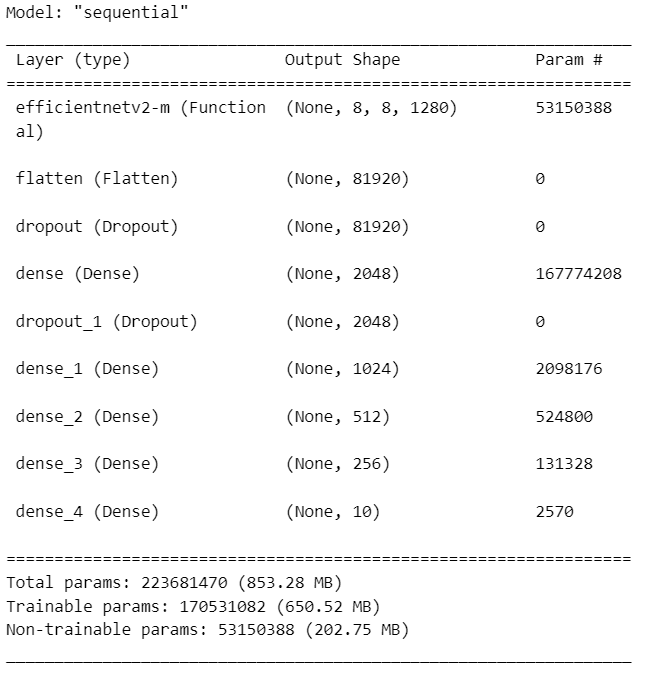 Model: "sequential"
Layer (type) Output Shape Param #
efficientnetv2-m (Function (None, 8, 8, 1280) 53150388
al)
flatten (Flatten) (None, 81920) 0
dropout (Dropout) (None, 81920) 0
dense (Dense) (None, 2048) 167774208
dropout_1 (Dropout) (None, 2048) 0
dense_1 (Dense) (None, 1024) 2098176
dense_2 (Dense) (None, 512) 524800
dense_3 (Dense) (None, 256) 131328
dense_4 (Dense) (None, 10) 2570
Total params: 223681470 (853.28 MB)
Trainable params: 170531082 (650.52 MB)
Non-trainable params: 53150388 (202.75 MB)